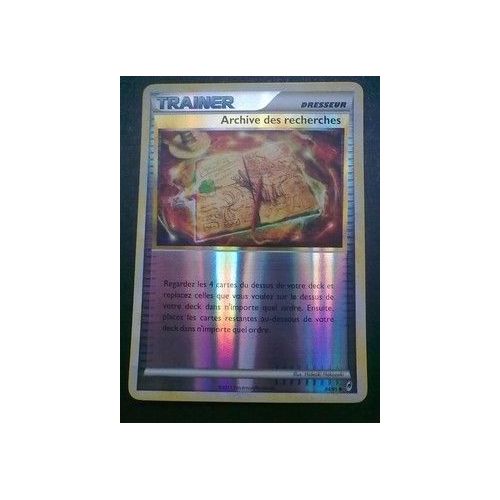 TRAINER
DRESSEUR
Archive des recherches
Regardez les 4 cartes du dessus de votre deck et
replacez celles que vous voulez sur le dessus de
votre deck dans n'importe quel ordre. Ensuite,
placez les cartes restantes au-dessous de votre
deck dans n'importe quel ordre.